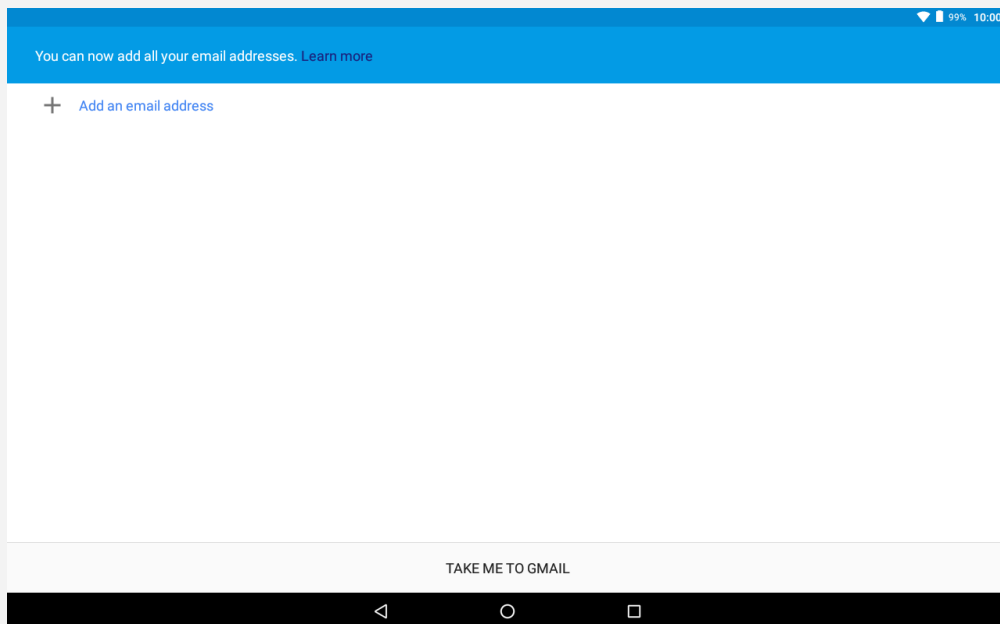 99% 10:00
You can now add all your email addresses. Learn more
Add an email address
TAKE ME TO GMAIL